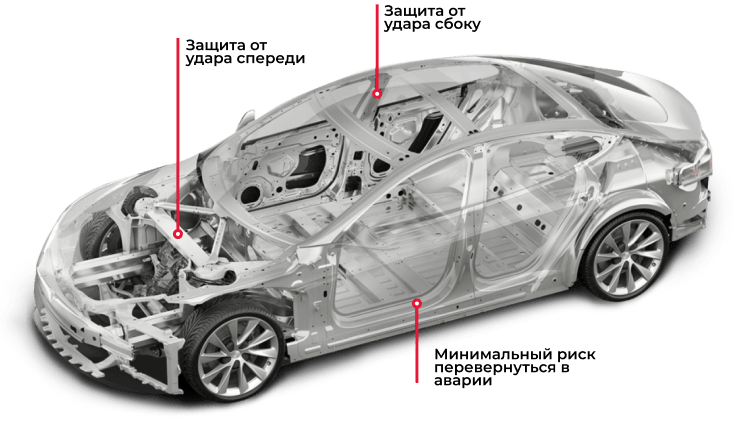 Защита от
удара сбоку
Защита от
удара спереди
Минимальный риск
перевернуться в
аварии